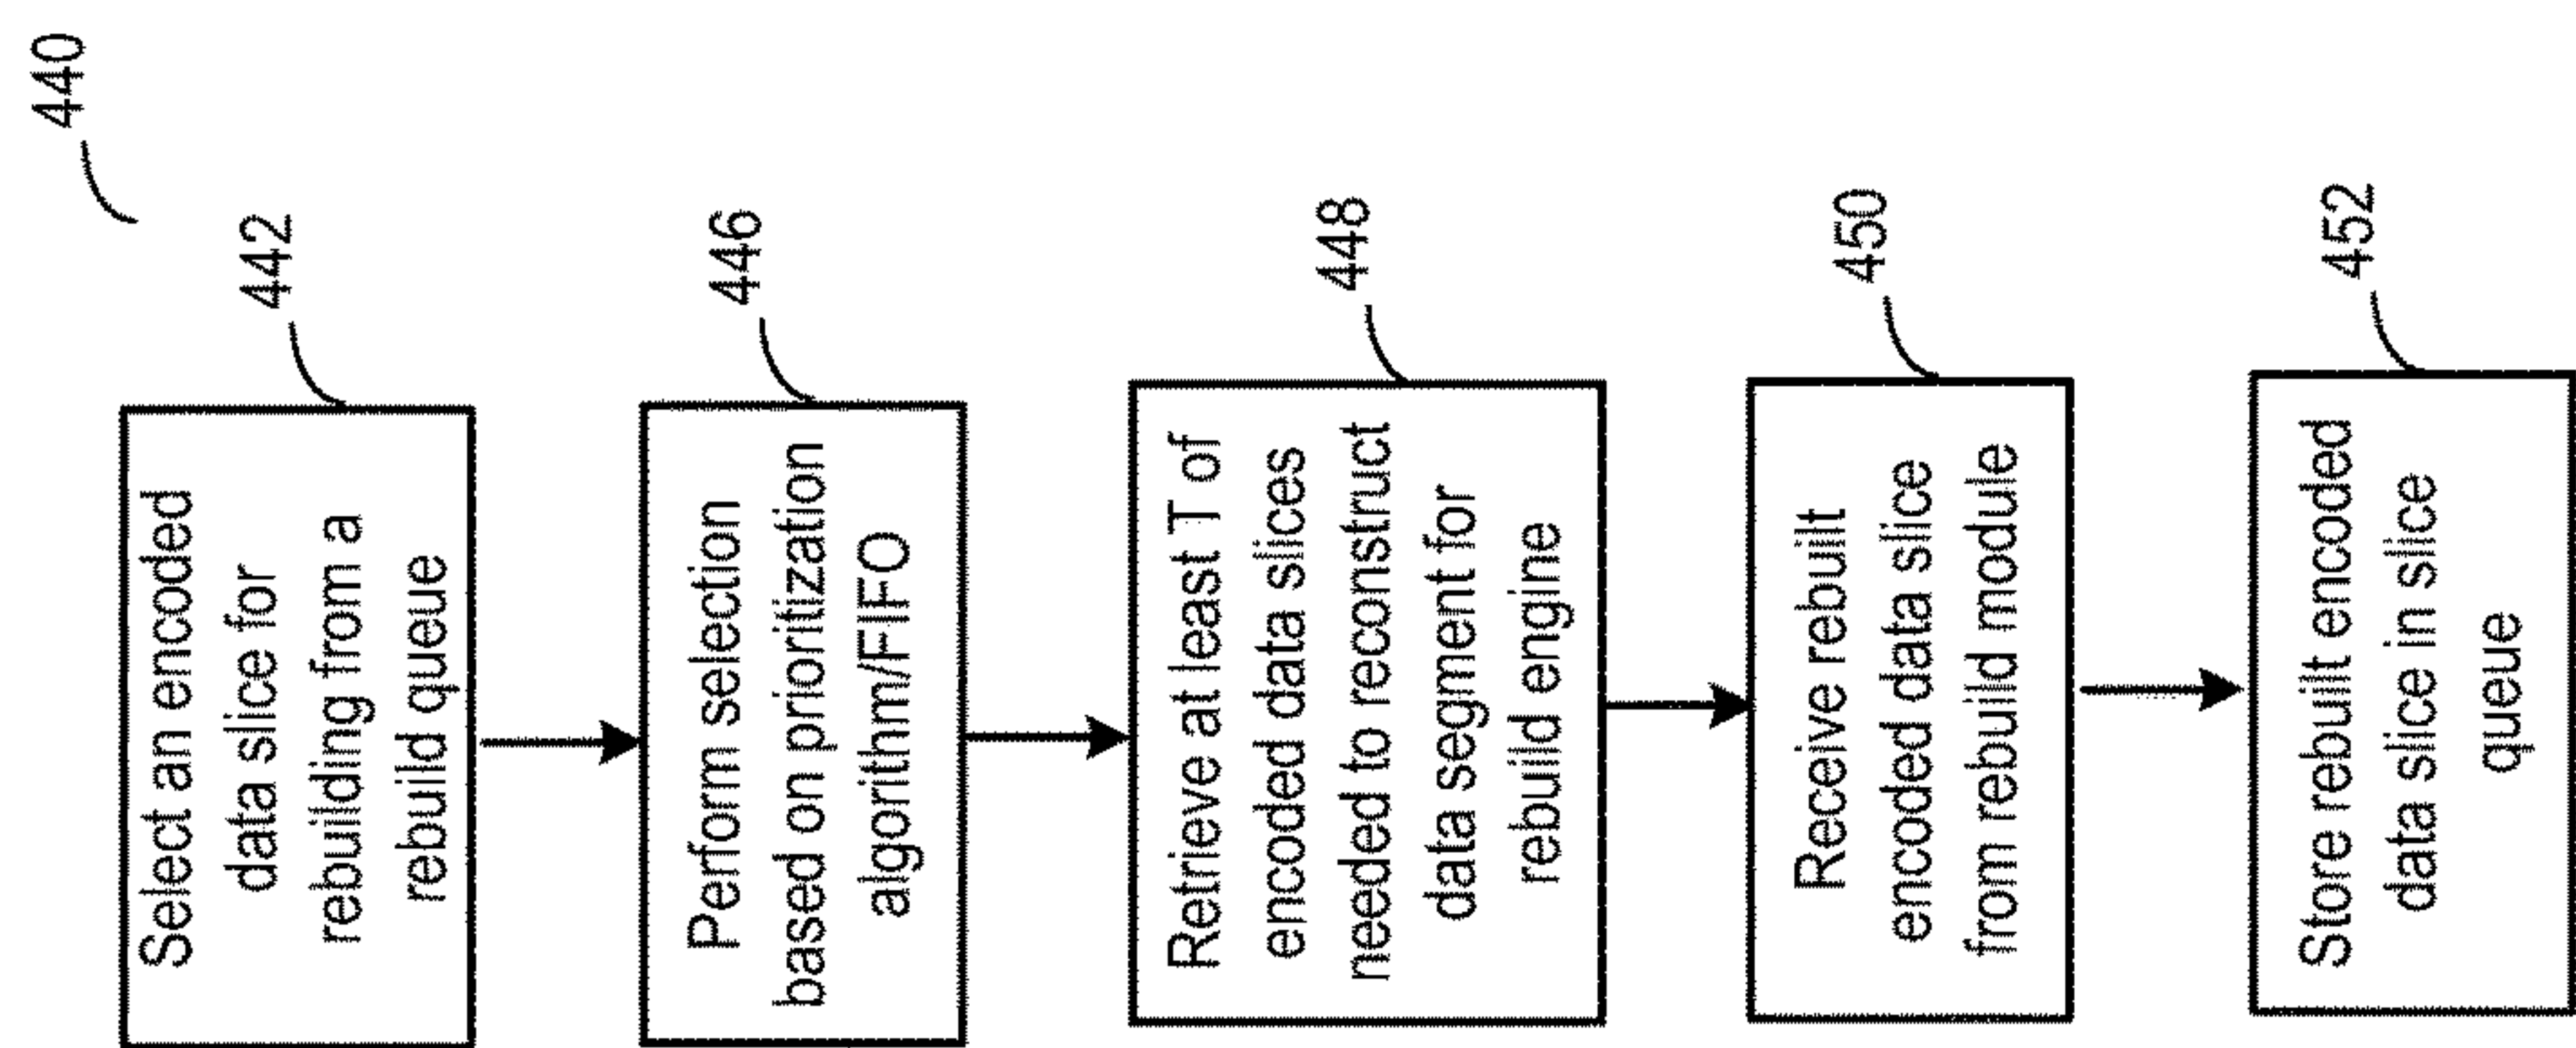 440
442
Select an encoded
data slice for
rebuilding from a
rebuild queue
446
Perform selection
based on prioritization
algorithm/FIFO
448
Retrieve at least T of
encoded data slices
needed to reconstruct
data segment for
rebuild engine
450
Receive rebuilt
encoded data slice
from rebuild module
452
Store rebuilt encoded
data slice in slice
queue